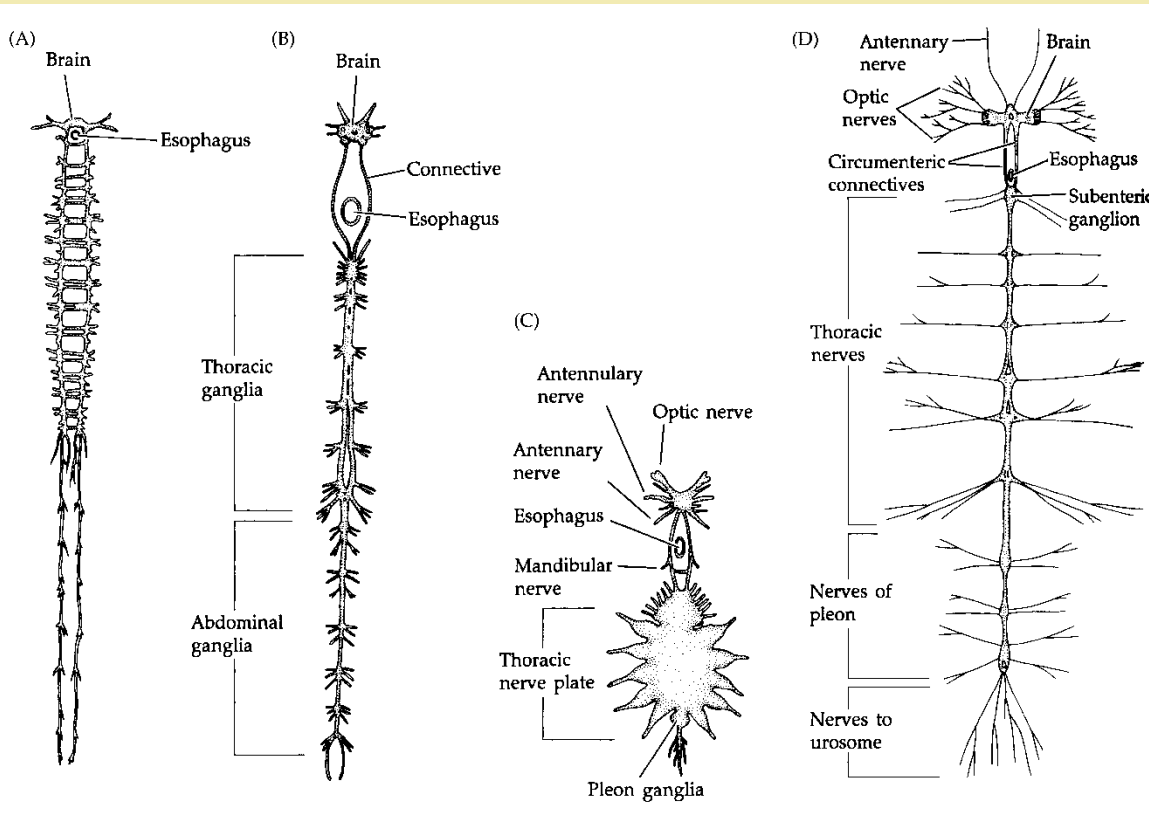 (A)
Brain
Esophagus
(B)
Brain
Connective
Esophagus
Thoracic
ganglia
Abdominal
ganglia
(C)
Antennulary
nerve
Optic nerve
Antennary
nerve
Esophagus
Mandibular
nerve
Thoracic
nerve plate
Pleon ganglia
(D)
Antennary
nerve
Brain
Optic
nerves
Circumenteric
connectives
Esophagus
Subenteric
ganglion
Thoracic
nerves
Nerves of
pleon
Nerves to
urosome